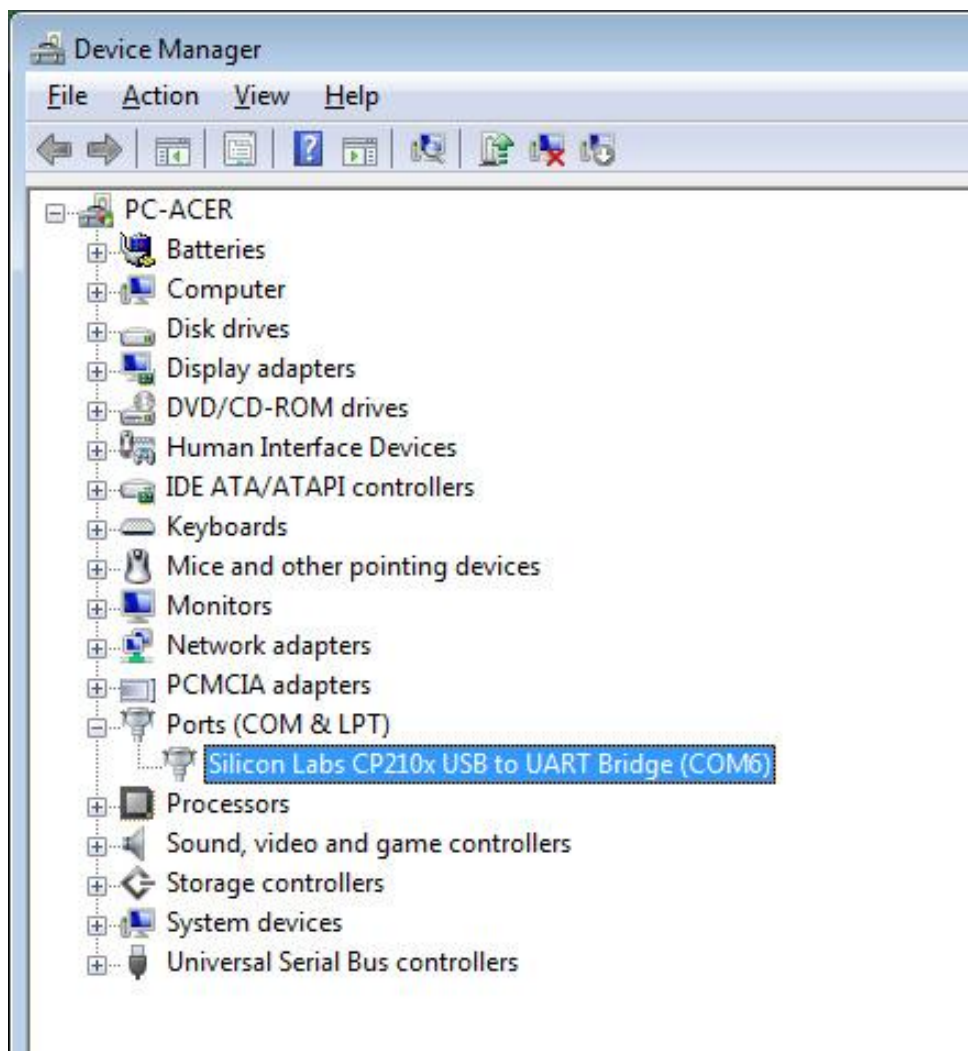 Device Manager
File Action View Help
PC-ACER
Batteries
Computer
Disk drives
Display adapters
DVD/CD-ROM drives
Human Interface Devices
IDE ATA/ATAPI controllers
Keyboards
Mice and other pointing devices
Monitors
Network adapters
PCMCIA adapters
Ports (COM & LPT)
Silicon Labs CP210x USB to UART Bridge (COM6)
Processors
Sound, video and game controllers
Storage controllers
System devices
Universal Serial Bus controllers